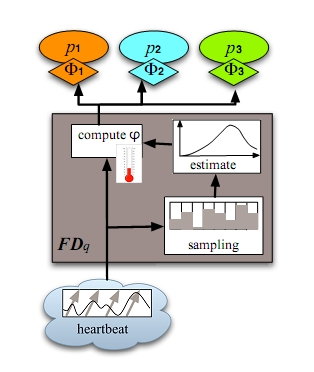 p1 p2 p3
Φ1 Φ2 Φ3
compute φ
estimate
sampling
FDq
heartbeat